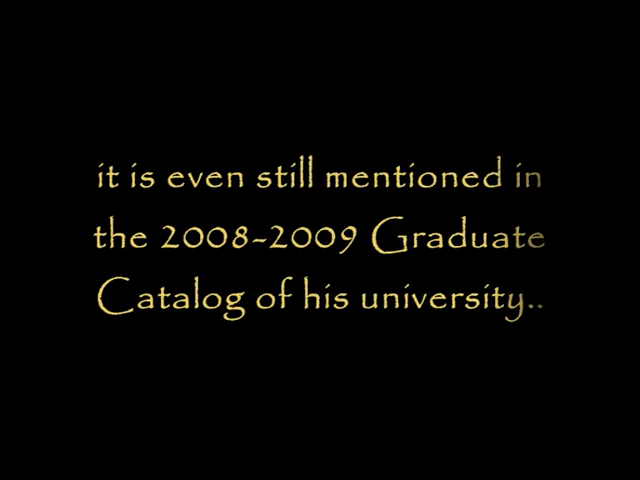 it is even still mentioned in
the 2008-2009 Graduate
Catalog of his university..